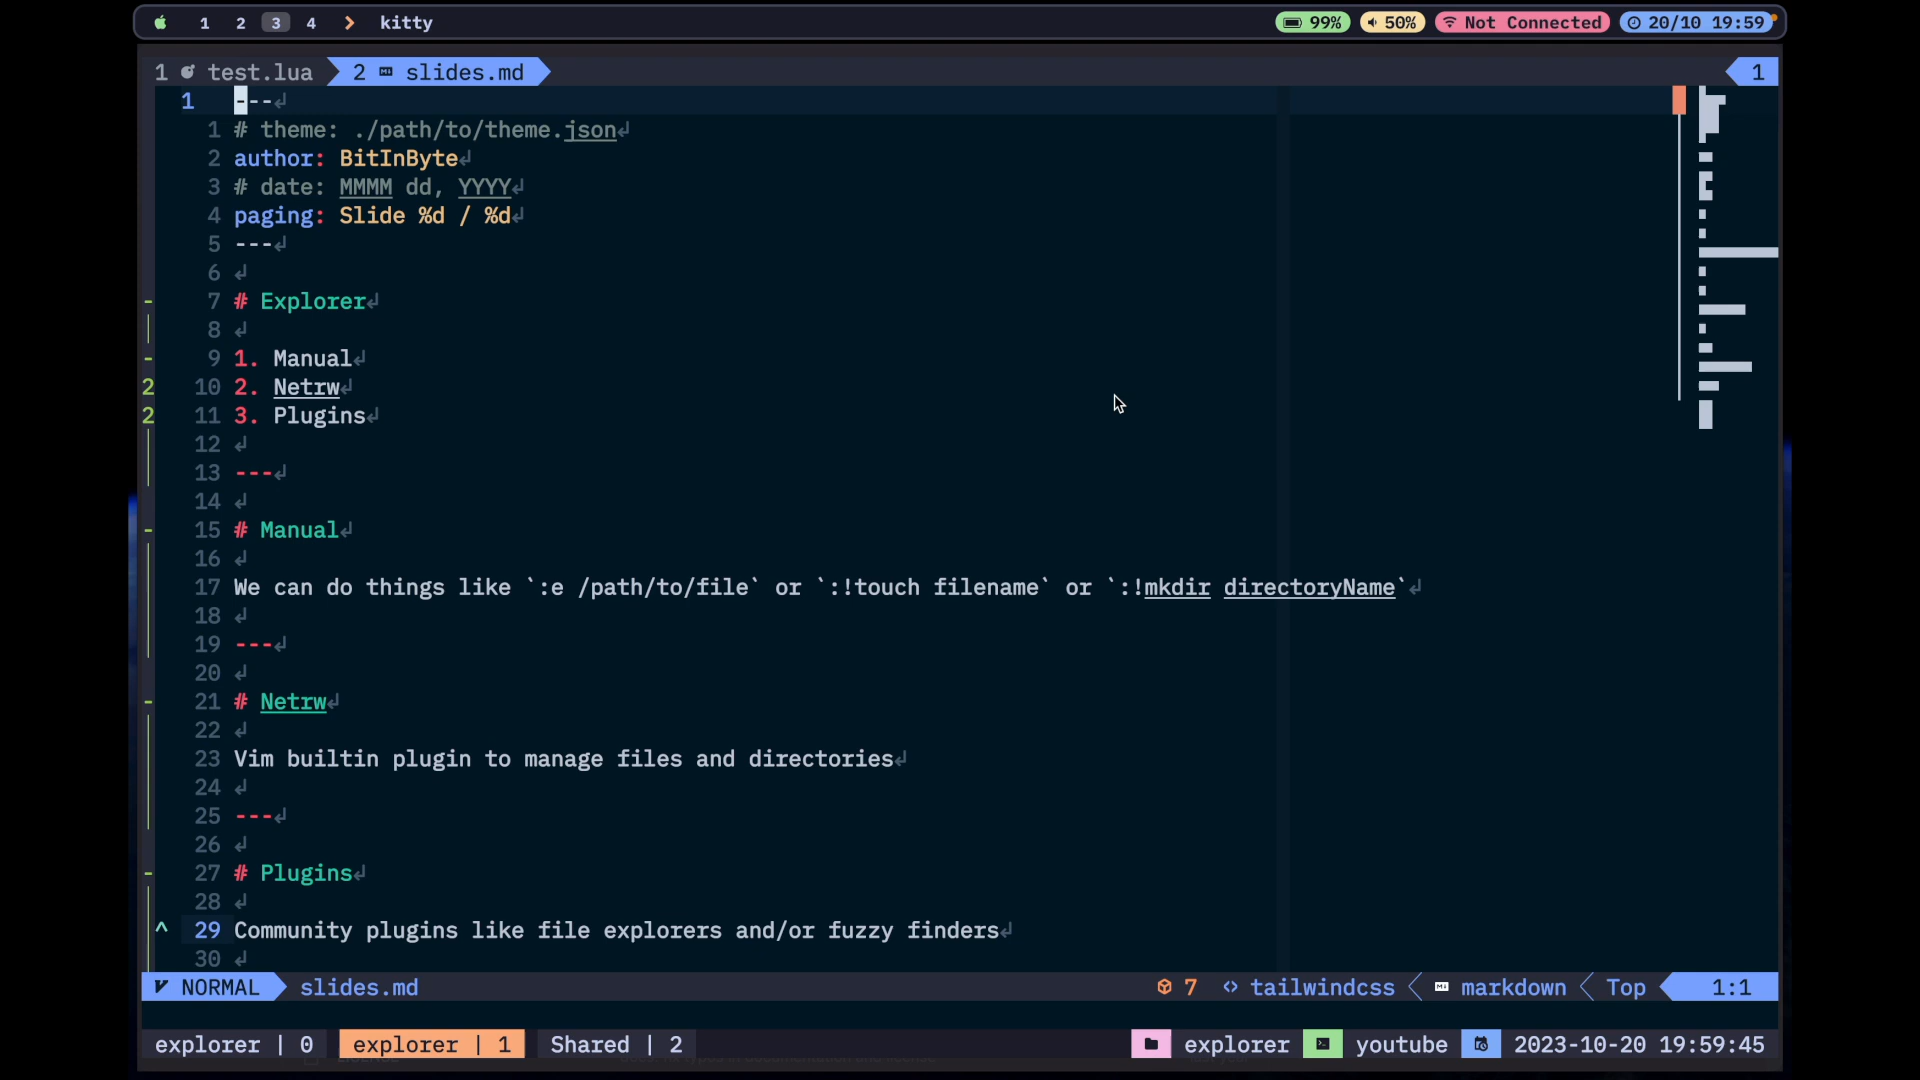 1 2 3 4 kitty 99% 50% Not Connected 20/10 19:59
1 test.lua 2 slides.md 1
1 ---
1 # theme: ./path/to/theme.json
2 author: BitInByte
3 # date: MMMM dd, YYYY
4 paging: Slide %d / %d
5 ---
6
7 # Explorer
8
9 1. Manual
2 10 2. Netrw
2 11 3. Plugins
12
13 ---
14
15 # Manual
16
17 We can do things like `:e /path/to/file` or `:!touch filename` or `:!mkdir directoryName`
18
19 ---
20
21 # Netrw
22
23 Vim builtin plugin to manage files and directories
24
25 ---
26
27 # Plugins
28
^ 29 Community plugins like file explorers and/or fuzzy finders
30
NORMAL slides.md 7 <> tailwindcss markdown Top 1:1
explorer | 0 explorer | 1 Shared | 2 explorer youtube 2023-10-20 19:59:45